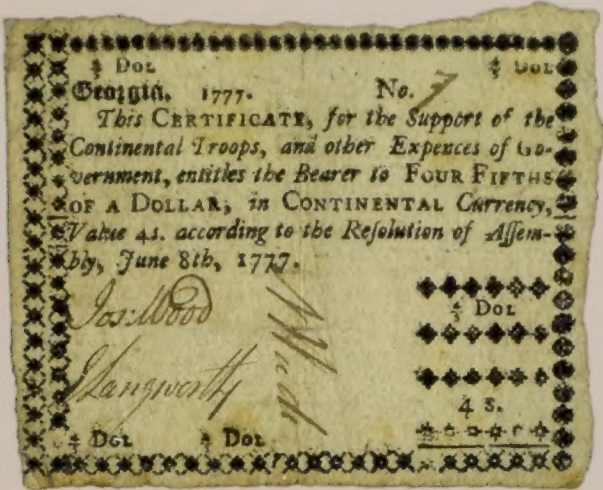 ⅘ DOL ⅘ DOL
Georgia. 1777. No. 7
This CERTIFICATE, for the Support of the
Continental Troops, and other Expences of Go-
vernment, entitles the Bearer to FOUR FIFTHS
OF A DOLLAR, in CONTINENTAL Currency,
Value 4s. according to the Reſolution of Aſſem-
bly, June 8th, 1777.
Jos: Wood
⅘ DOL
Langworthy
4 s.
⅘ DOL ⅘ DOL